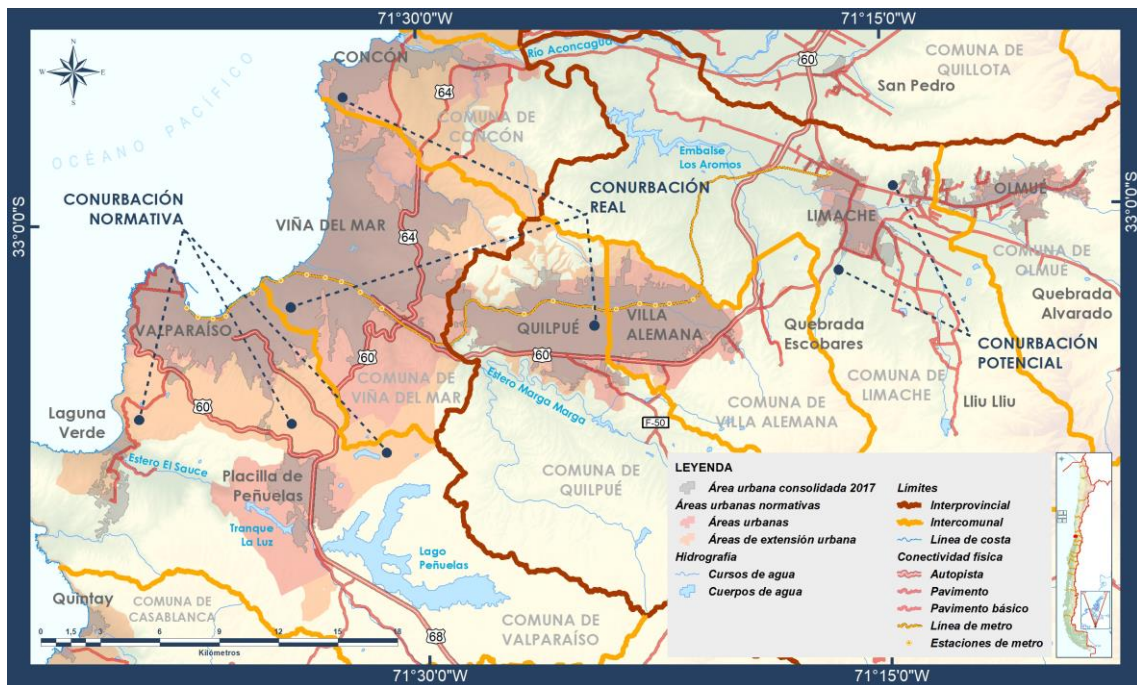 71°30'0"W
71°15'0"W
33°0'0"S
33°0'0"S
N
W
E
S
OCÉANO PACÍFICO
CONCÓN
Río Aconcagua
60
COMUNA DE
QUILLOTA
San Pedro
64
COMUNA DE
CONCÓN
Embalse
Los Aromos
CONURBACIÓN
NORMATIVA
CONURBACIÓN
REAL
VIÑA DEL MAR
64
LIMACHE
OLMUÉ
COMUNA DE
OLMUÉ
Quebrada
Alvarado
VALPARAÍSO
QUILPUÉ
VILLA
ALEMANA
Quebrada
Escobares
CONURBACIÓN
POTENCIAL
60
60
COMUNA DE
VIÑA DEL MAR
Estero Marga Marga
COMUNA DE
LIMACHE
Lliu Lliu
COMUNA DE
VILLA ALEMANA
F-50
Laguna
Verde
60
Estero El Sauce
Placilla de
Peñuelas
COMUNA DE
QUILPUÉ
Tranque
La Luz
Lago
Peñuelas
Quintay
COMUNA DE
CASABLANCA
COMUNA DE
VALPARAÍSO
68
0 1,5 3 6 9 12 15 18
Kilómetros
LEYENDA
Área urbana consolidada 2017
Áreas urbanas normativas
Áreas urbanas
Áreas de extensión urbana
Hidrografía
Cursos de agua
Cuerpos de agua
Límites
Interprovincial
Intercomunal
Línea de costa
Conectividad física
Autopista
Pavimento
Pavimento básico
Línea de metro
Estaciones de metro
71°30'0"W
71°15'0"W